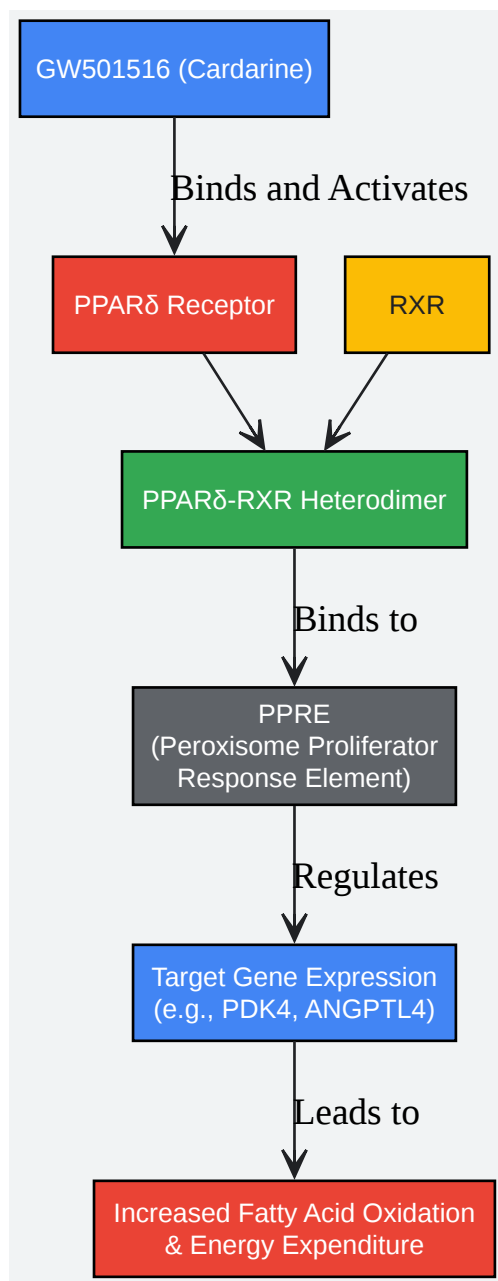 GW501516 (Cardarine)
Binds and Activates
PPARδ Receptor
RXR
PPARδ-RXR Heterodimer
Binds to
PPRE
(Peroxisome Proliferator
Response Element)
Regulates
Target Gene Expression
(e.g., PDK4, ANGPTL4)
Leads to
Increased Fatty Acid Oxidation
& Energy Expenditure